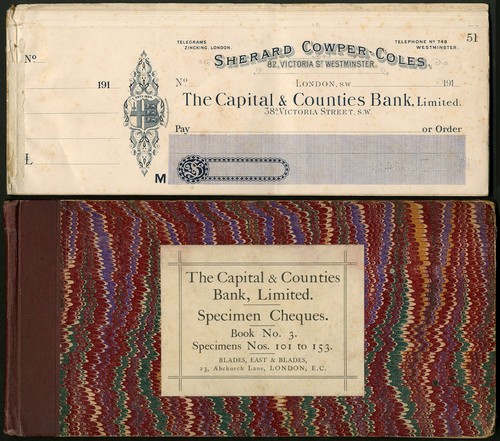 TELEGRAMS
ZINCKING, LONDON.
TELEPHONE Nº 748
WESTMINSTER.
51
SHERARD COWPER-COLES,
82, VICTORIA ST WESTMINSTER.
Nº
191
Nº
LONDON, S.W.
191
The Capital & Counties Bank, Limited.
38A VICTORIA STREET, S.W.
Pay
or Order
£
£
M
The Capital & Counties
Bank, Limited.
Specimen Cheques.
Book No. 3.
Specimens Nos. 101 to 153.
BLADES, EAST & BLADES,
23, Abchurch Lane, LONDON, E.C.